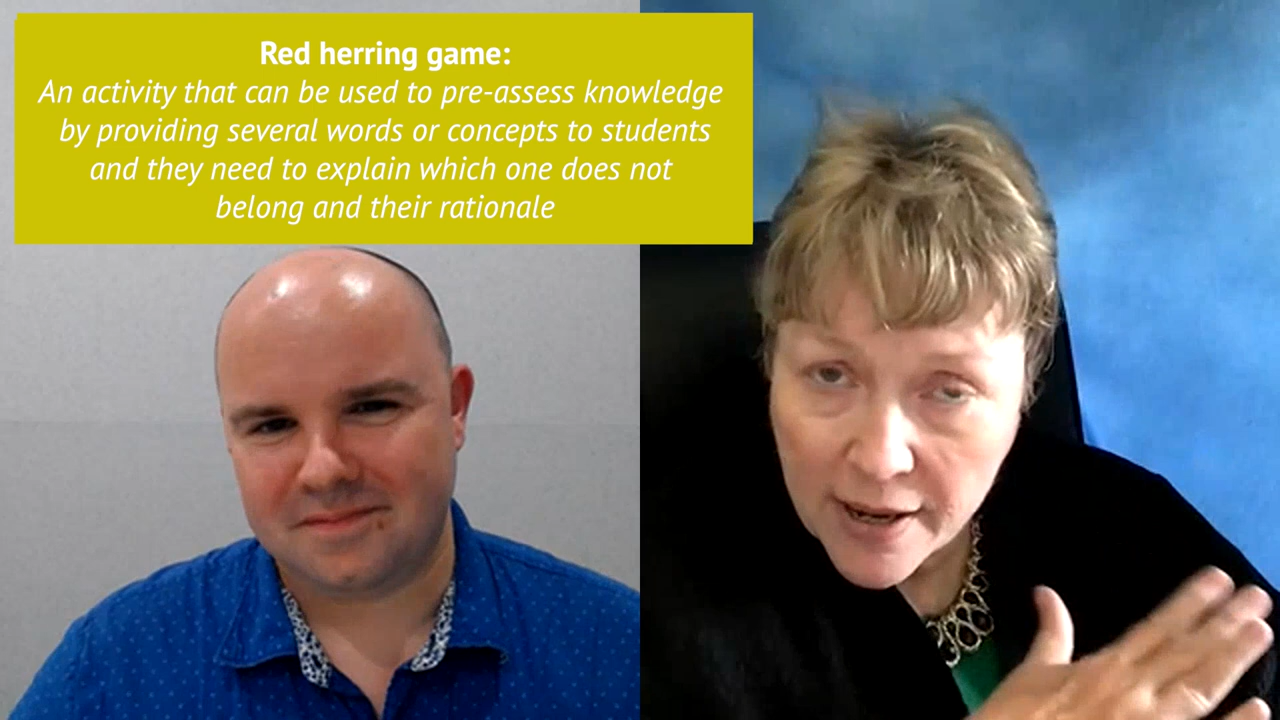 Red herring game:
An activity that can be used to pre-assess knowledge
by providing several words or concepts to students
and they need to explain which one does not
belong and their rationale